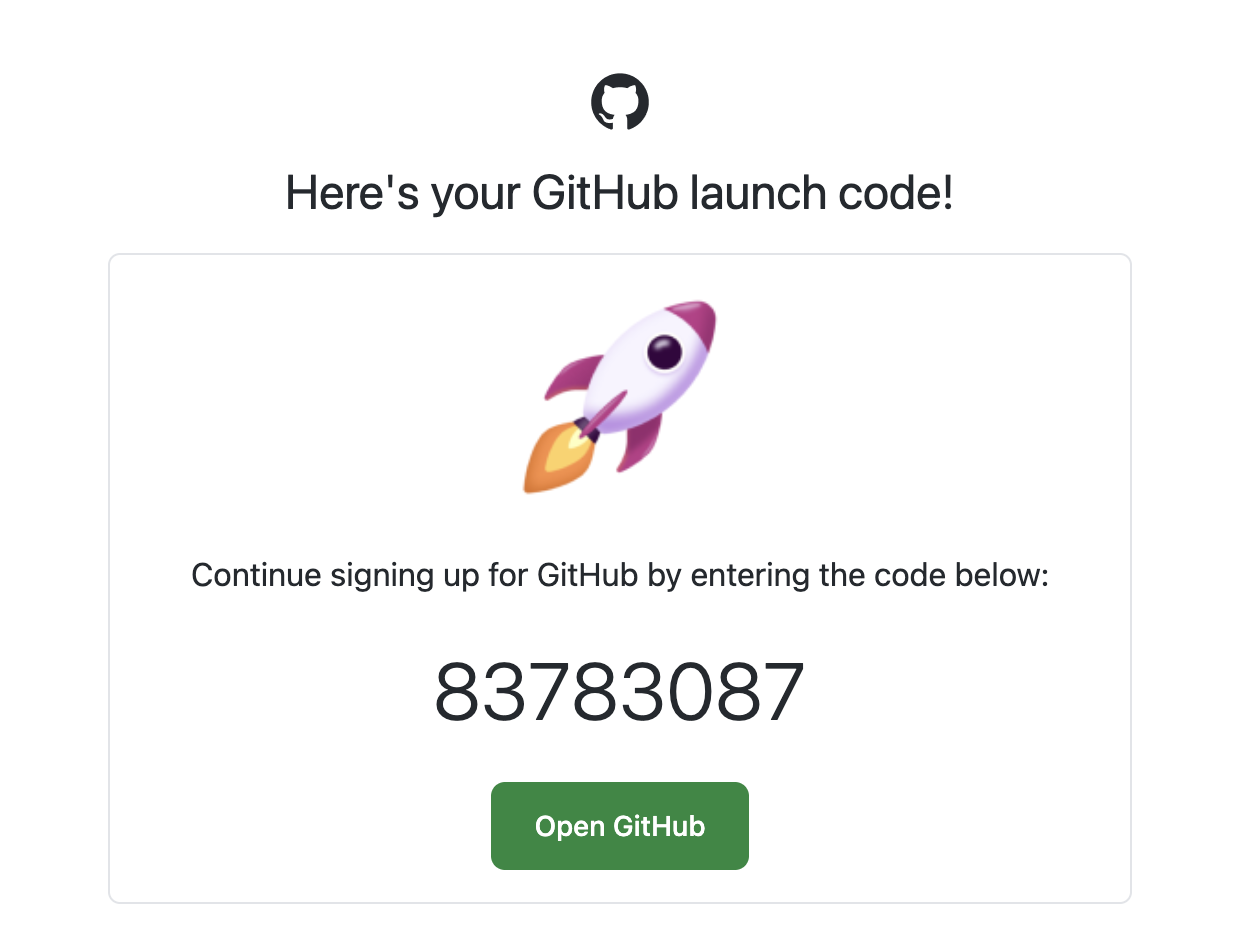 Here's your GitHub launch code!
Continue signing up for GitHub by entering the code below:
83783087
Open GitHub